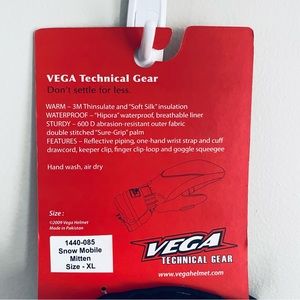 VEGA Technical Gear
Don't settle for less.
WARM – 3M Thinsulate and "Soft Silk" insulation
WATERPROOF – "Hipora" waterproof, breathable liner
STURDY – 600 D abrasion-resistant outer fabric
double stitched "Sure-Grip" palm
FEATURES – Reflective piping, one-hand wrist strap and cuff
drawcord, keeper clip, finger clip-loop and goggle squeegee
Hand wash, air dry
Size :
©2009 Vega Helmet
Made in Pakistan
1440-085
Snow Mobile
Mitten
Size - XL
VEGA
TECHNICAL GEAR
www.vegahelmet.com